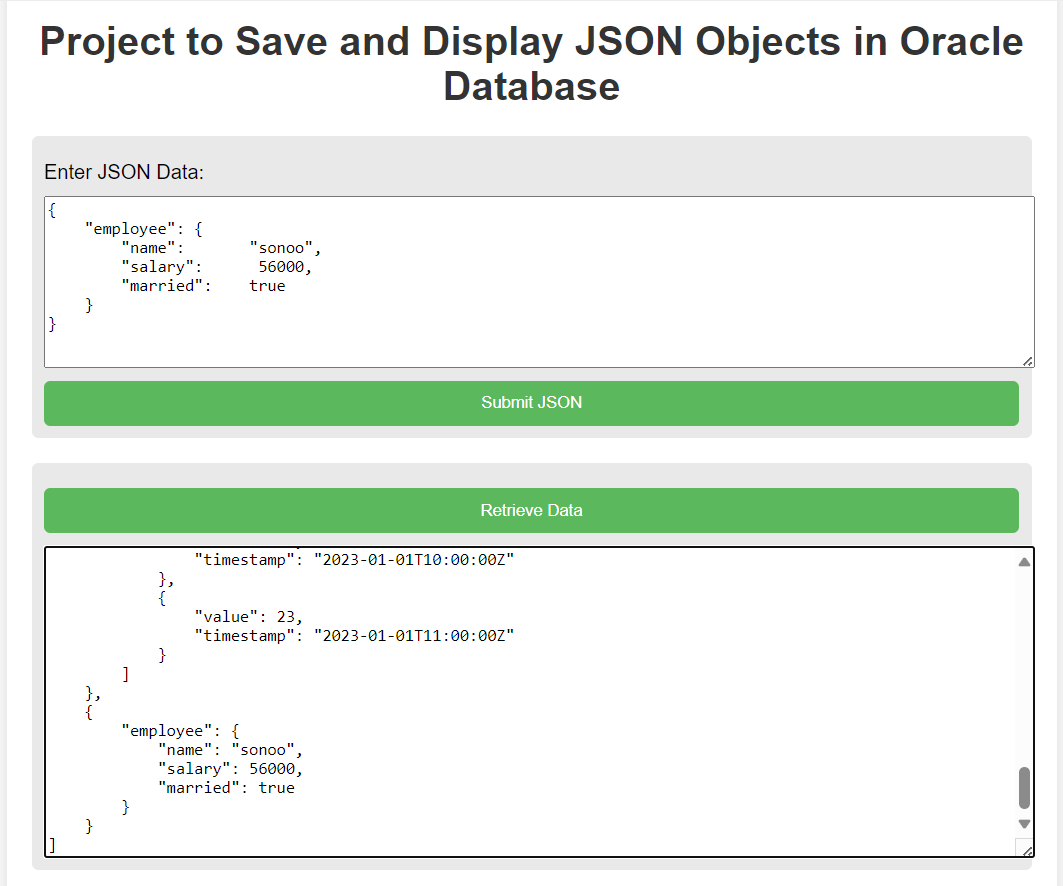 Project to Save and Display JSON Objects in Oracle
Database
Enter JSON Data:
{
    "employee": {
        "name":       "sonoo",
        "salary":      56000,
        "married":    true
    }
}
Submit JSON
Retrieve Data
                "timestamp": "2023-01-01T10:00:00Z"
            },
            {
                "value": 23,
                "timestamp": "2023-01-01T11:00:00Z"
            }
        ]
    },
    {
        "employee": {
            "name": "sonoo",
            "salary": 56000,
            "married": true
        }
    }
]